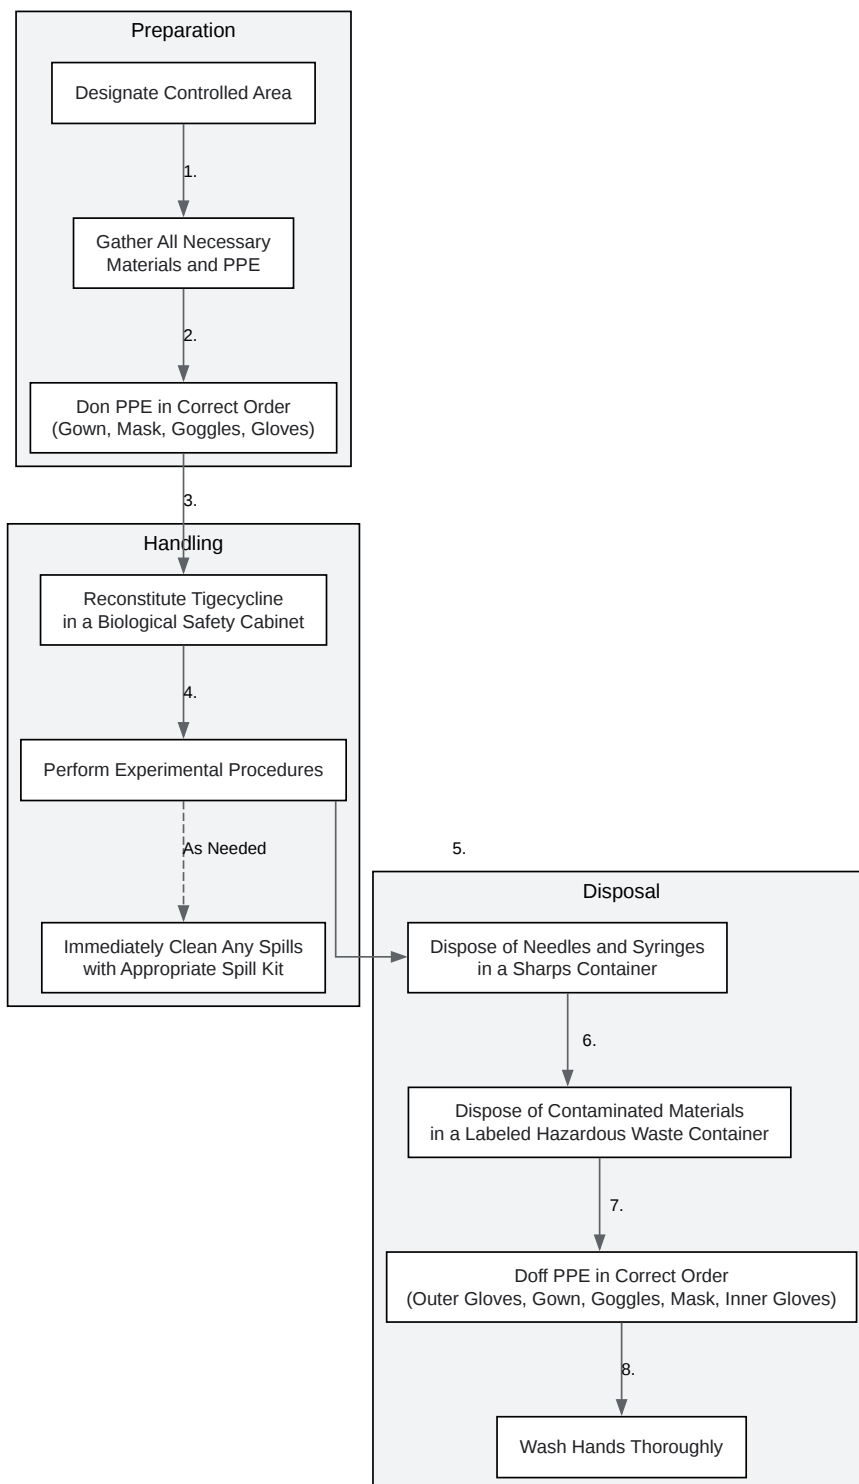 Preparation
Designate Controlled Area
1.
Gather All Necessary
Materials and PPE
2.
Don PPE in Correct Order
(Gown, Mask, Goggles, Gloves)
3.
Handling
Reconstitute Tigecycline
in a Biological Safety Cabinet
4.
Perform Experimental Procedures
As Needed
5.
Immediately Clean Any Spills
with Appropriate Spill Kit
Disposal
Dispose of Needles and Syringes
in a Sharps Container
6.
Dispose of Contaminated Materials
in a Labeled Hazardous Waste Container
7.
Doff PPE in Correct Order
(Outer Gloves, Gown, Goggles, Mask, Inner Gloves)
8.
Wash Hands Thoroughly